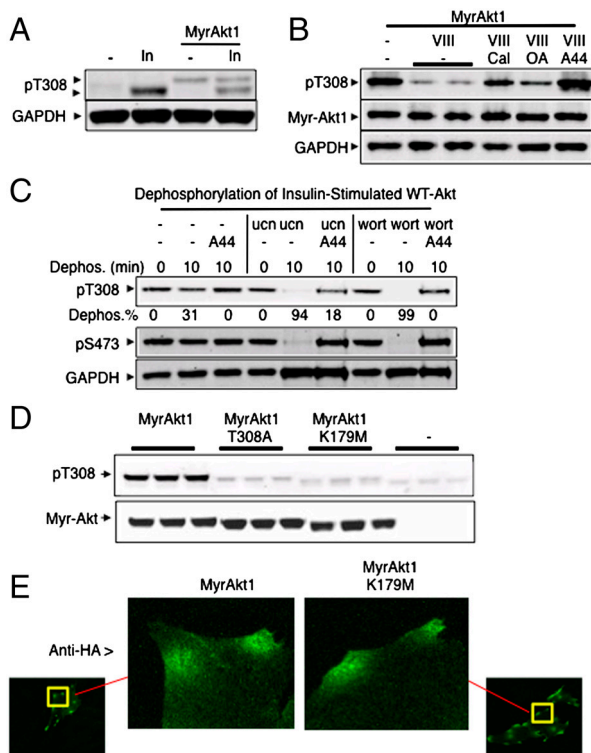 A
MyrAkt1
- In - In
pT308
GAPDH
B
MyrAkt1
- VIII VIII VIII VIII
- - Cal OA A44
pT308
Myr-Akt1
GAPDH
C
Dephosphorylation of Insulin-Stimulated WT-Akt
- - - ucn ucn ucn wort wort wort
- - A44 - - A44 - - A44
Dephos. (min) 0 10 10 0 10 10 0 10 10
pT308
Dephos.% 0 31 0 0 94 18 0 99 0
pS473
GAPDH
D
MyrAkt1 MyrAkt1 T308A MyrAkt1 K179M -
pT308
Myr-Akt
E
MyrAkt1 MyrAkt1 K179M
Anti-HA >